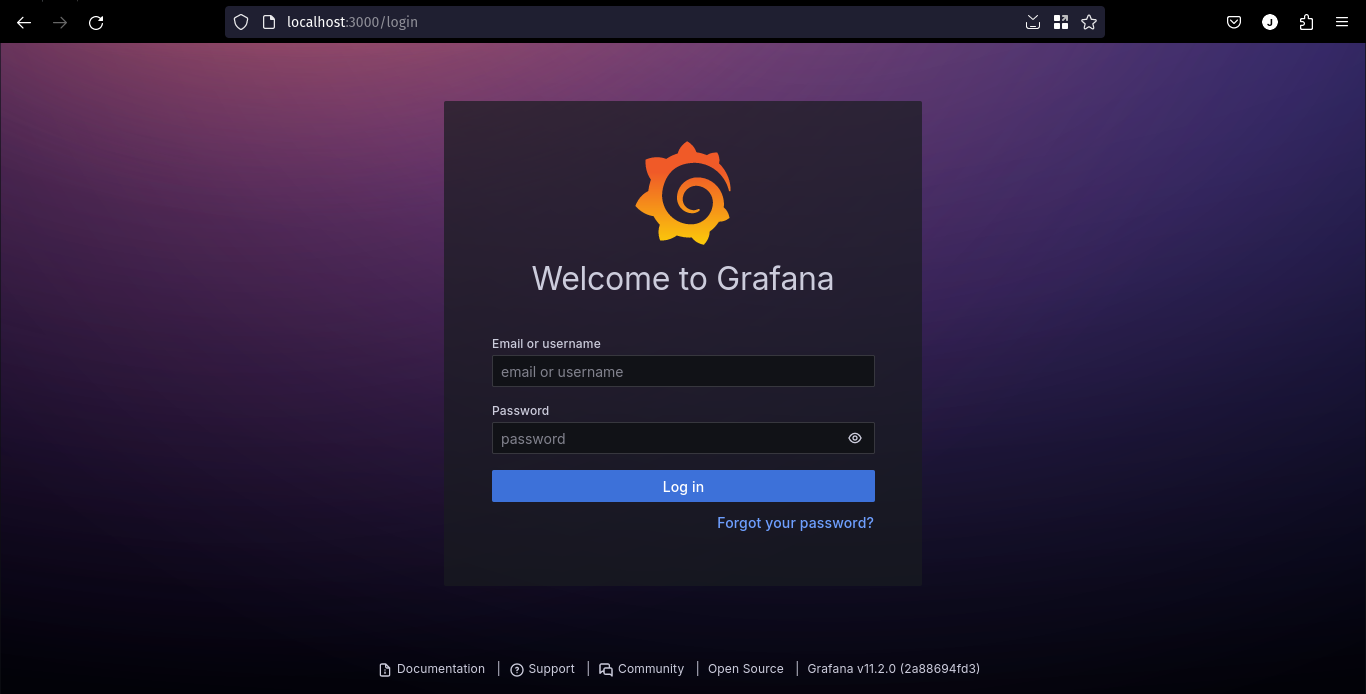 localhost:3000/login
J
Welcome to Grafana
Email or username
email or username
Password
password
Log in
Forgot your password?
Documentation | Support | Community | Open Source | Grafana v11.2.0 (2a88694fd3)